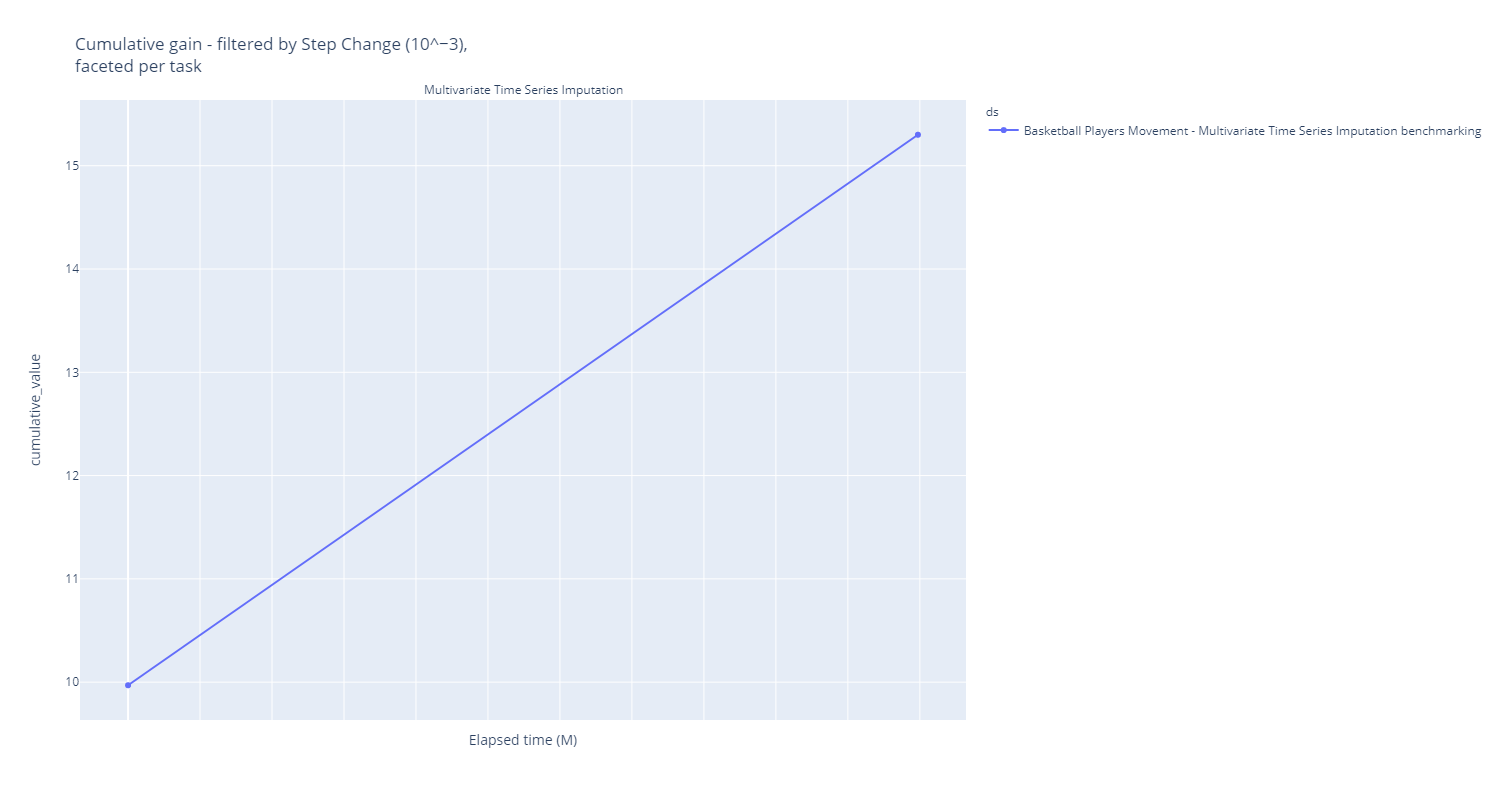 Cumulative gain - filtered by Step Change (10^−3),
faceted per task
Multivariate Time Series Imputation
ds
Basketball Players Movement - Multivariate Time Series Imputation benchmarking
15
14
13
12
11
10
cumulative_value
Elapsed time (M)